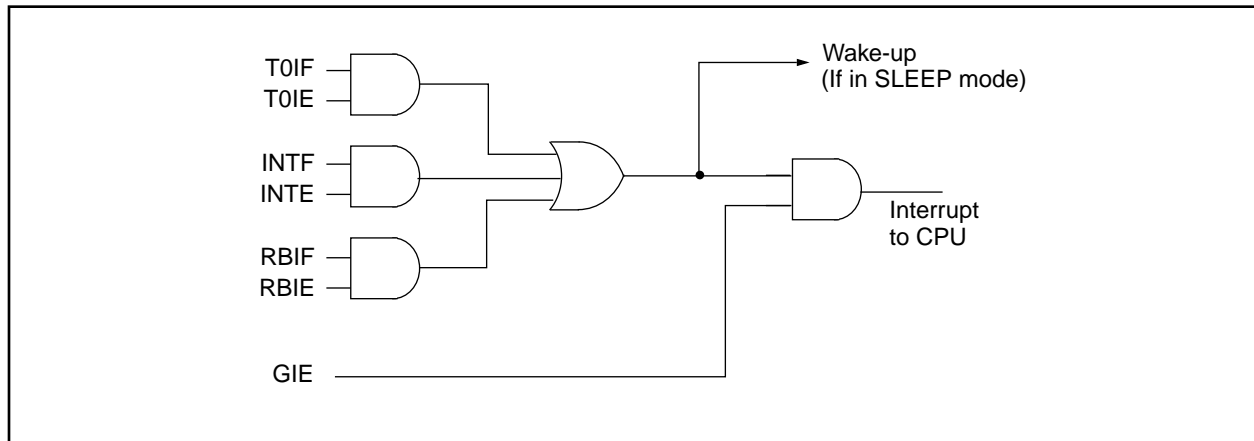 T0IF
T0IE
INTF
INTE
RBIF
RBIE
GIE
Wake-up
(If in SLEEP mode)
Interrupt
to CPU